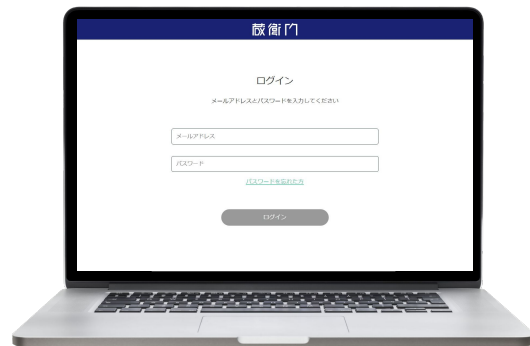 蔵衛門
ログイン
メールアドレスとパスワードを入力してください
メールアドレス
パスワード
パスワードを忘れた方
ログイン